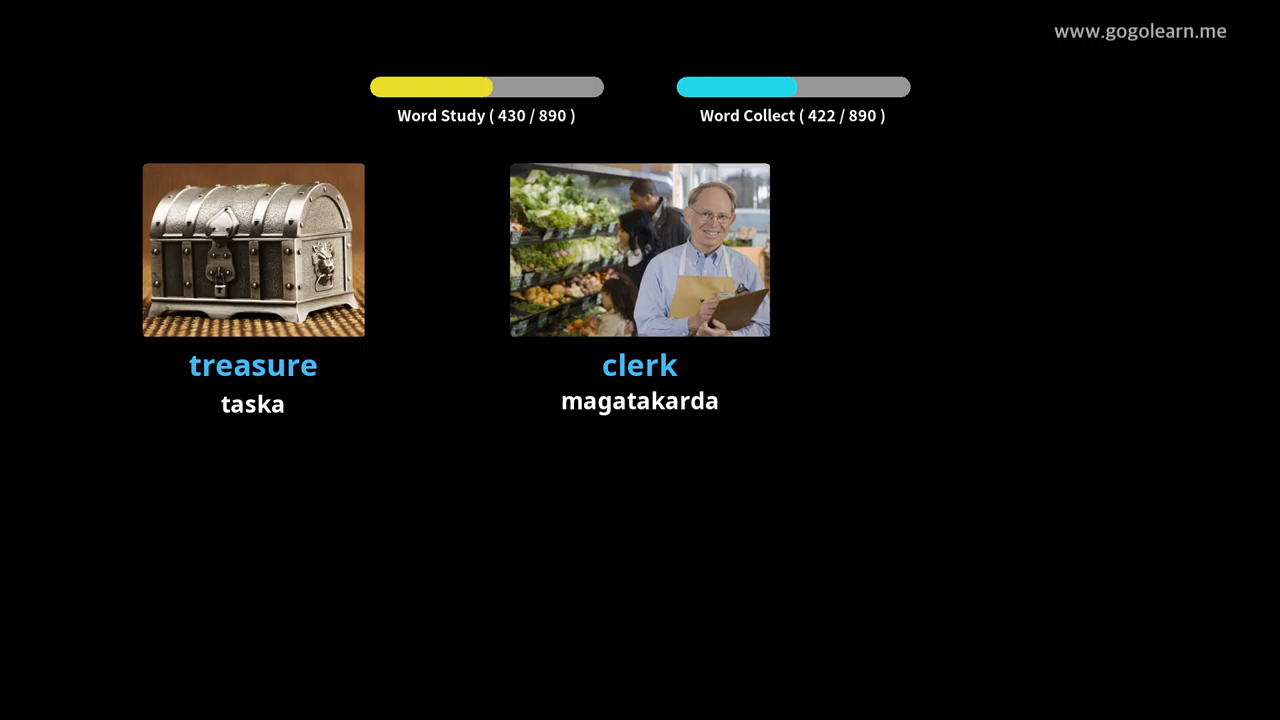 www.gogolearn.me
Word Study ( 430 / 890 )
Word Collect ( 422 / 890 )
treasure
taska
clerk
magatakarda